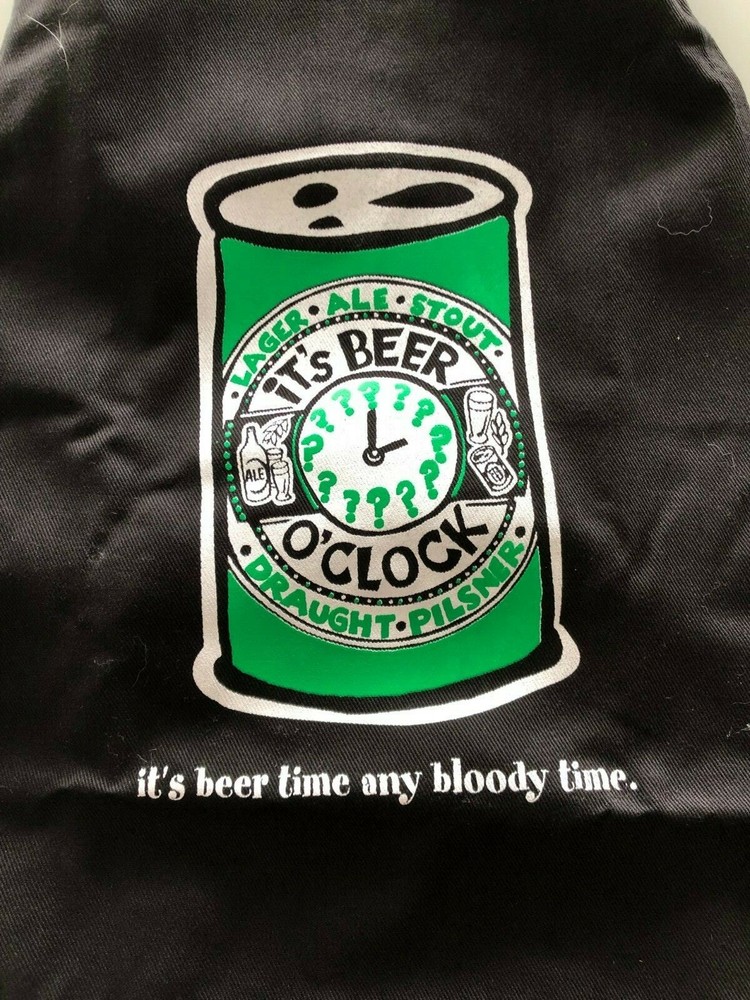 LAGER • ALE • STOUT •
iT's BEER
? ? ? ? ? ? ? ? ? ? ? ?
ALE
O'CLOCK
• DRAUGHT • PILSNER •
it's beer time any bloody time.